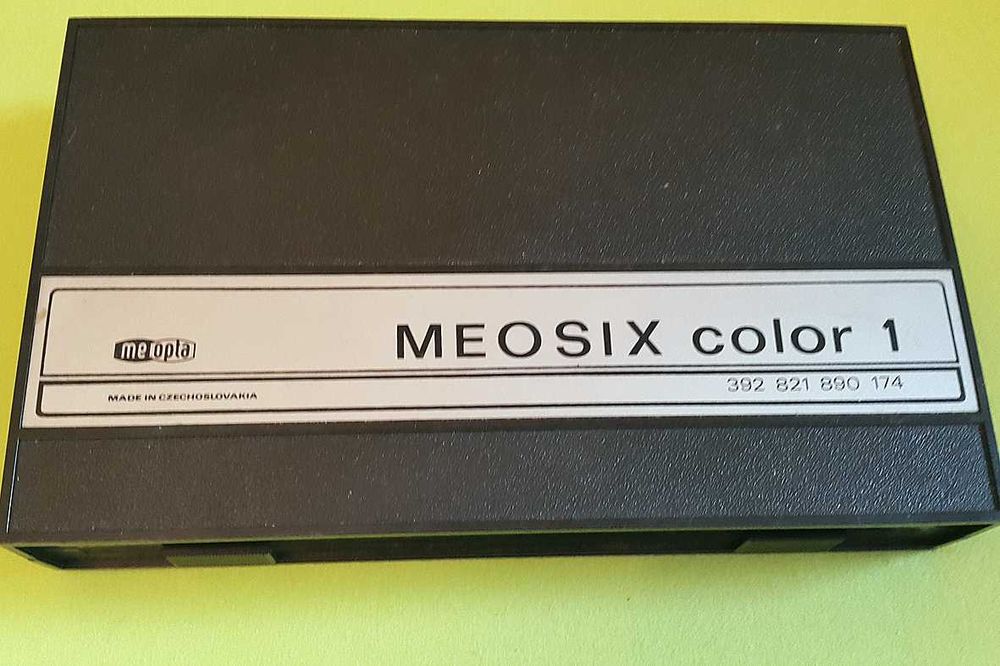 meopta
MEOSIX color 1
MADE IN CZECHOSLOVAKIA
392 821 890 174